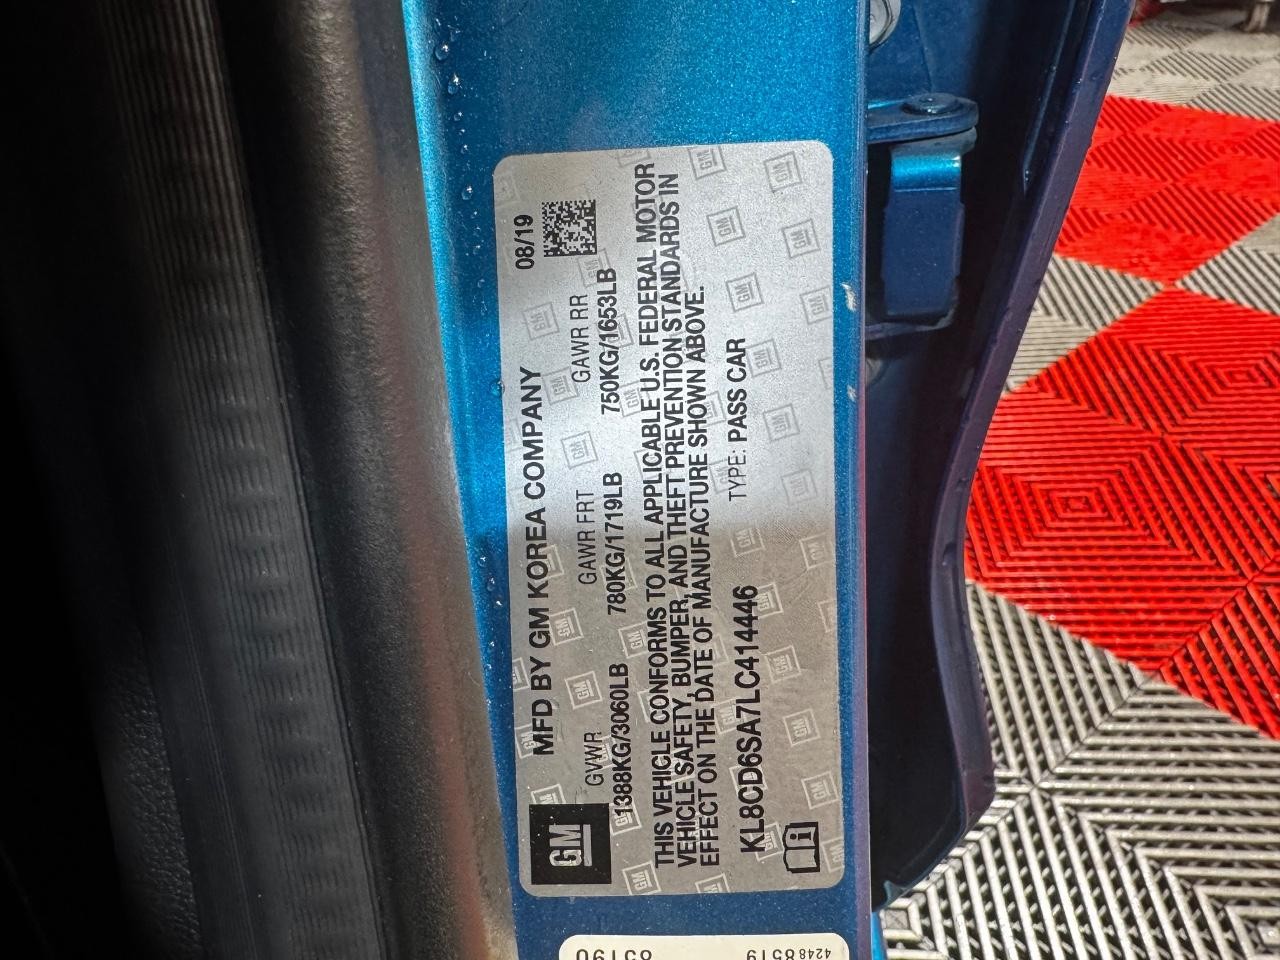 GM
MFD BY GM KOREA COMPANY 08/19
GVWR GAWR FRT GAWR RR
1388KG/3060LB 780KG/1719LB 750KG/1653LB
THIS VEHICLE CONFORMS TO ALL APPLICABLE U.S. FEDERAL MOTOR
VEHICLE SAFETY, BUMPER, AND THEFT PREVENTION STANDARDS IN
EFFECT ON THE DATE OF MANUFACTURE SHOWN ABOVE.
KL8CD6SA7LC414446 TYPE: PASS CAR
42488519